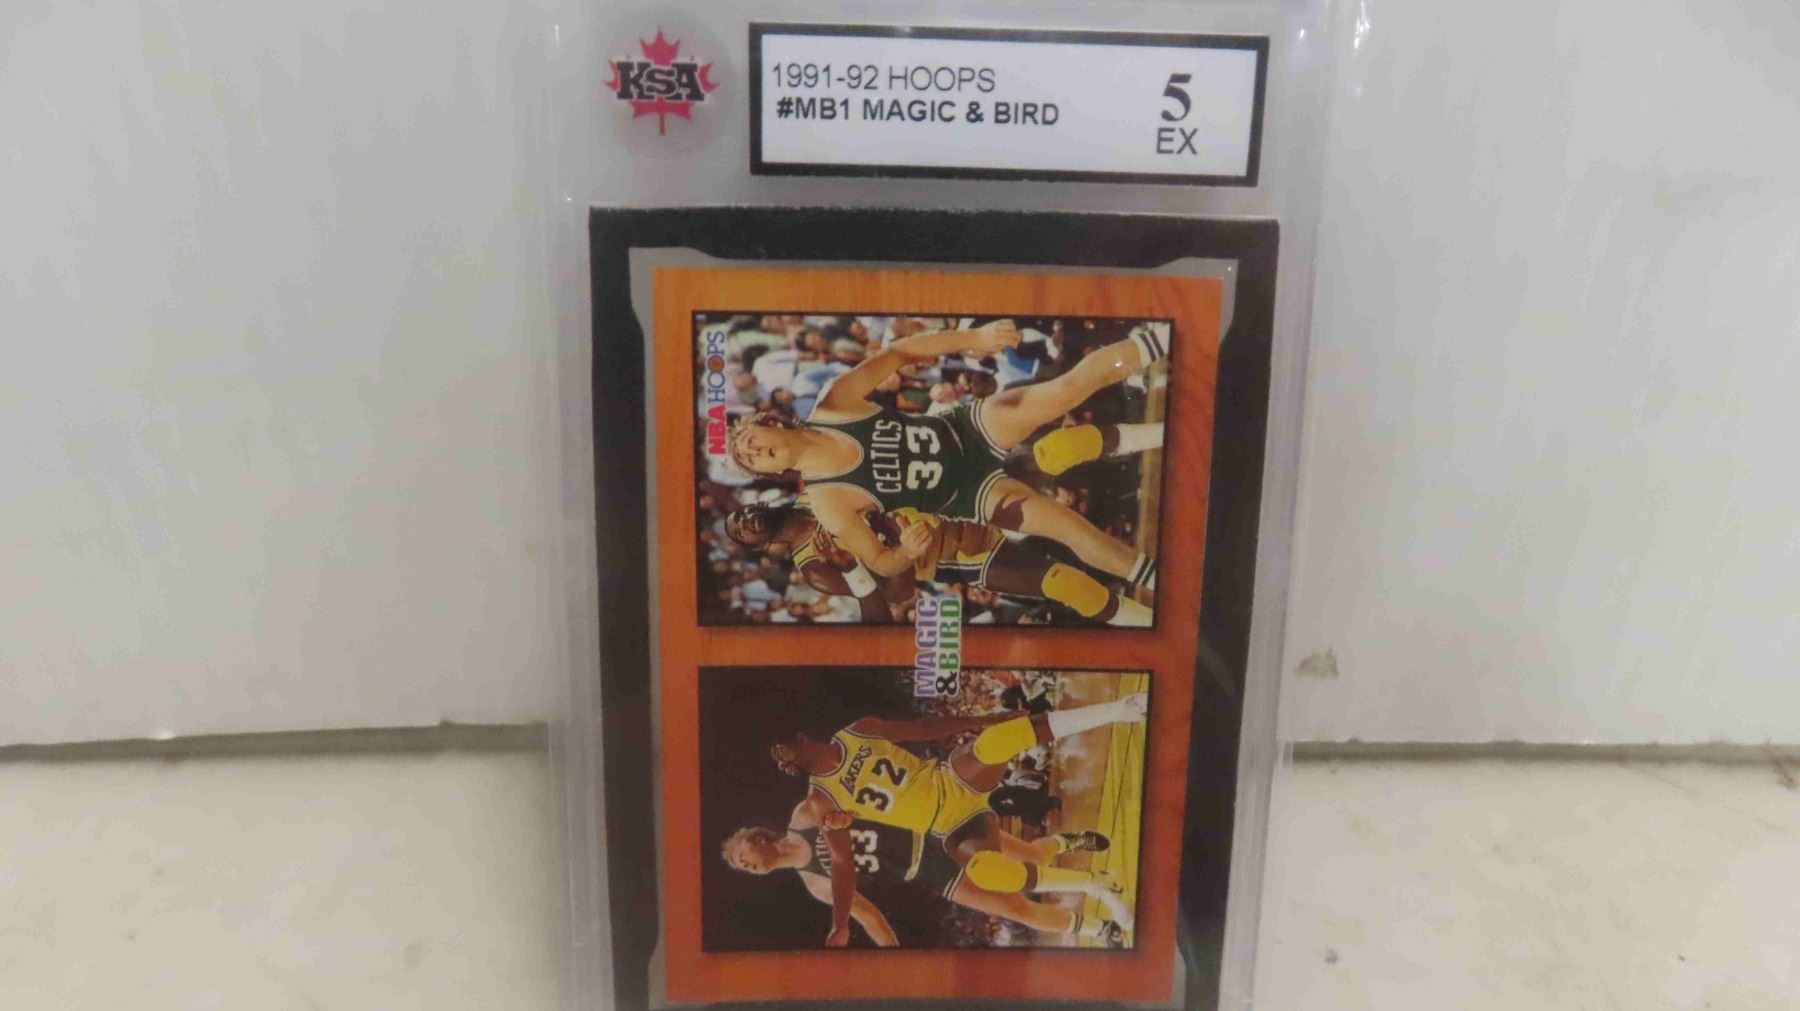 KSA
1991-92 HOOPS
#MB1 MAGIC & BIRD
5
EX
NBA HOOPS
CELTICS
33
MAGIC
& BIRD
LAKERS
32
33